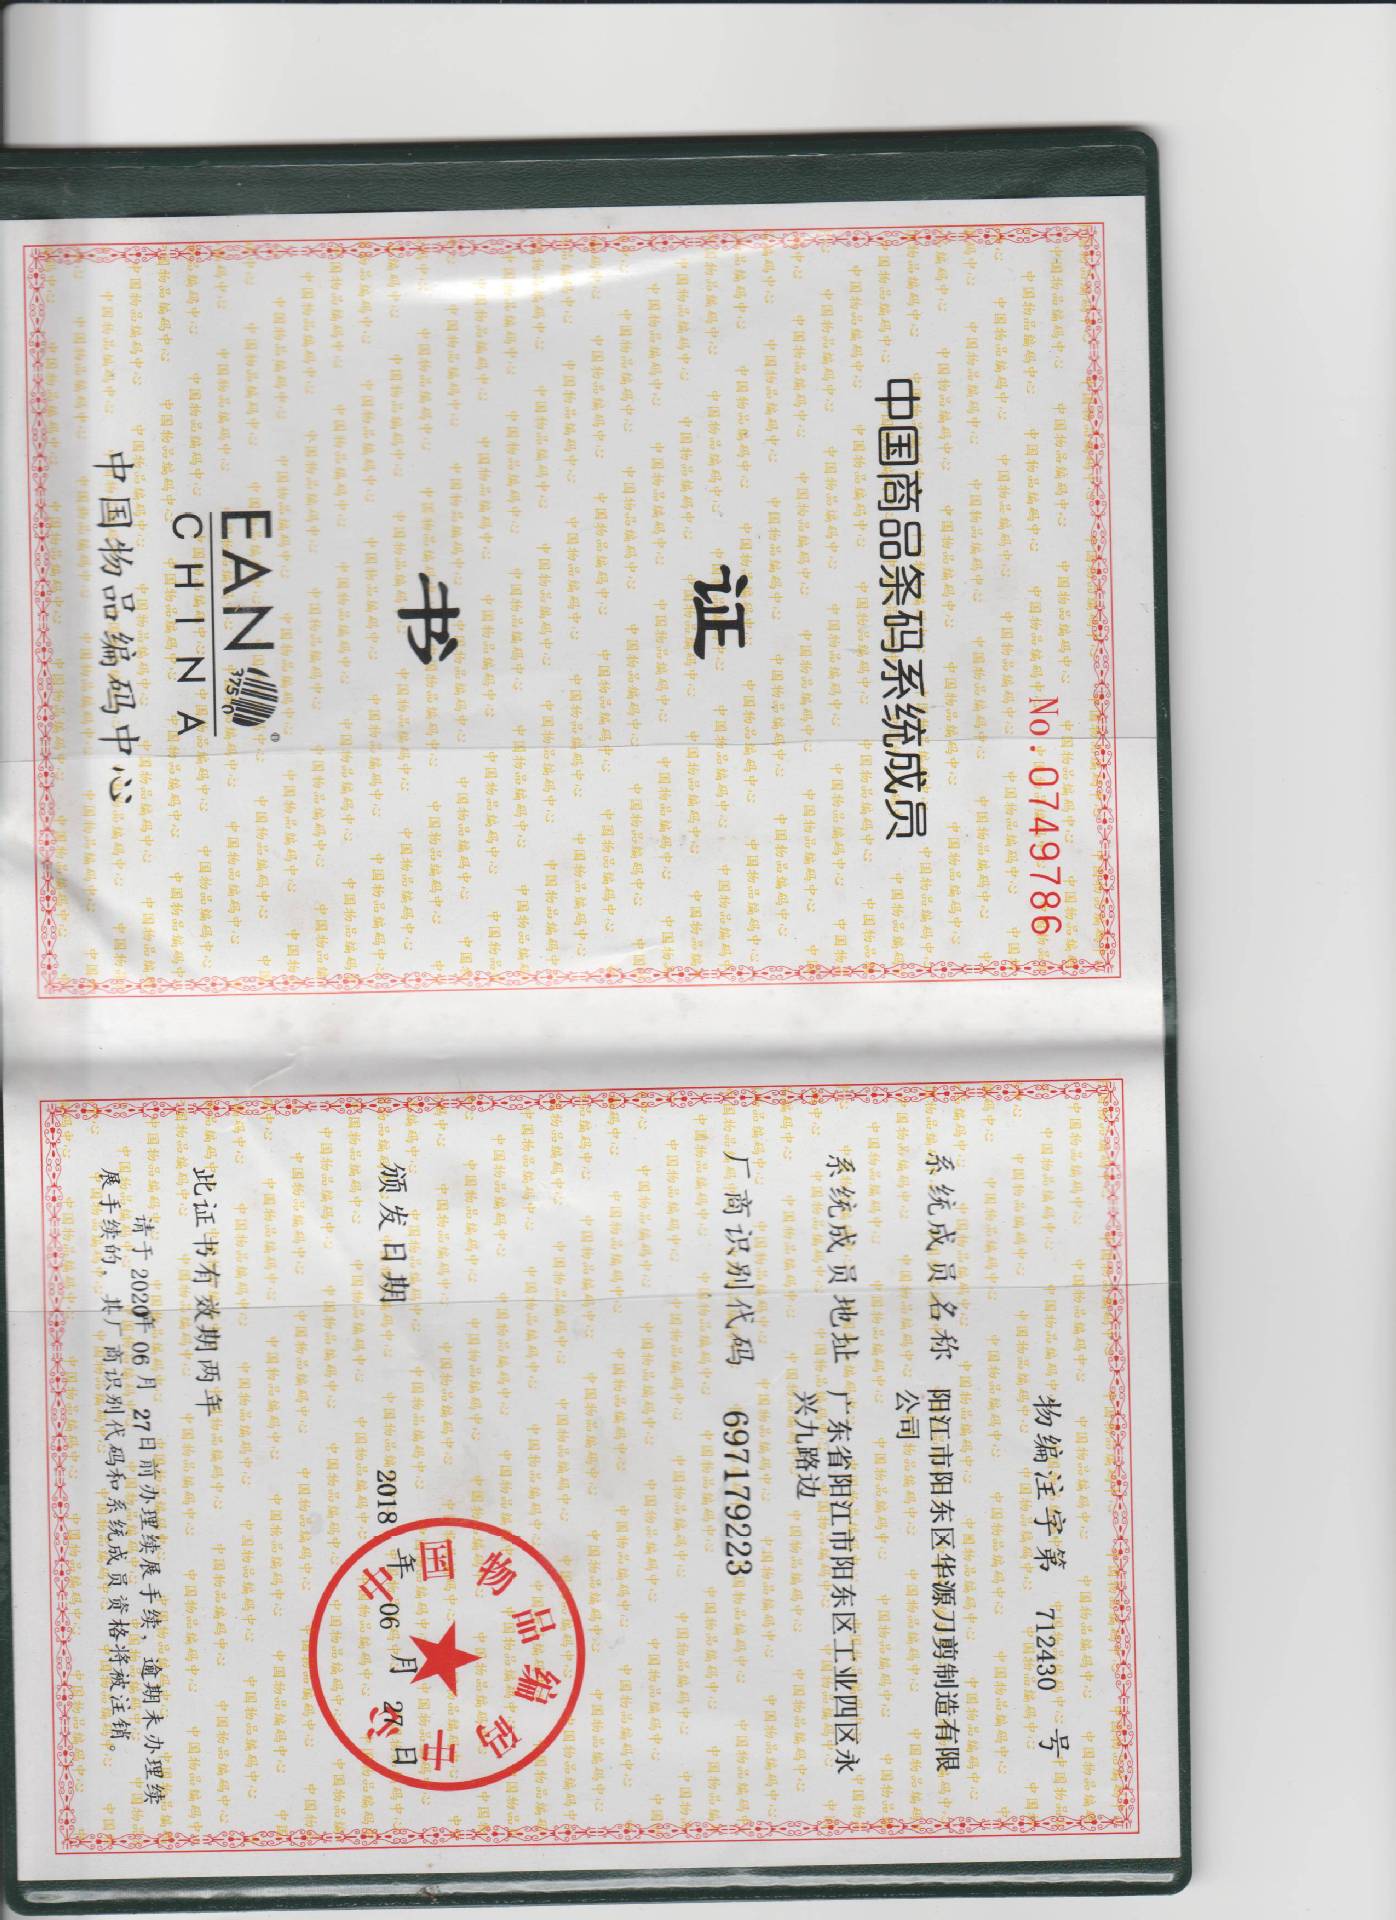 No. 07497786
中国商品条码系统成员
证
书
EAN
CHINA
中国物品编码中心
物编注字第 712430 号
系统成员名称 阳江市阳东区华源刀剪制造有限
公司
系统成员地址 广东省阳江市阳东区工业四区永
兴九路边
厂商识别代码 697179223
颁发日期 2018 年 06 月 27 日
中国物品编码中心
此证书有效期两年
请于 2020年 06 月 27日前办理续展手续，逾期未办理续
展手续的，其厂商识别代码和系统成员资格将被注销。